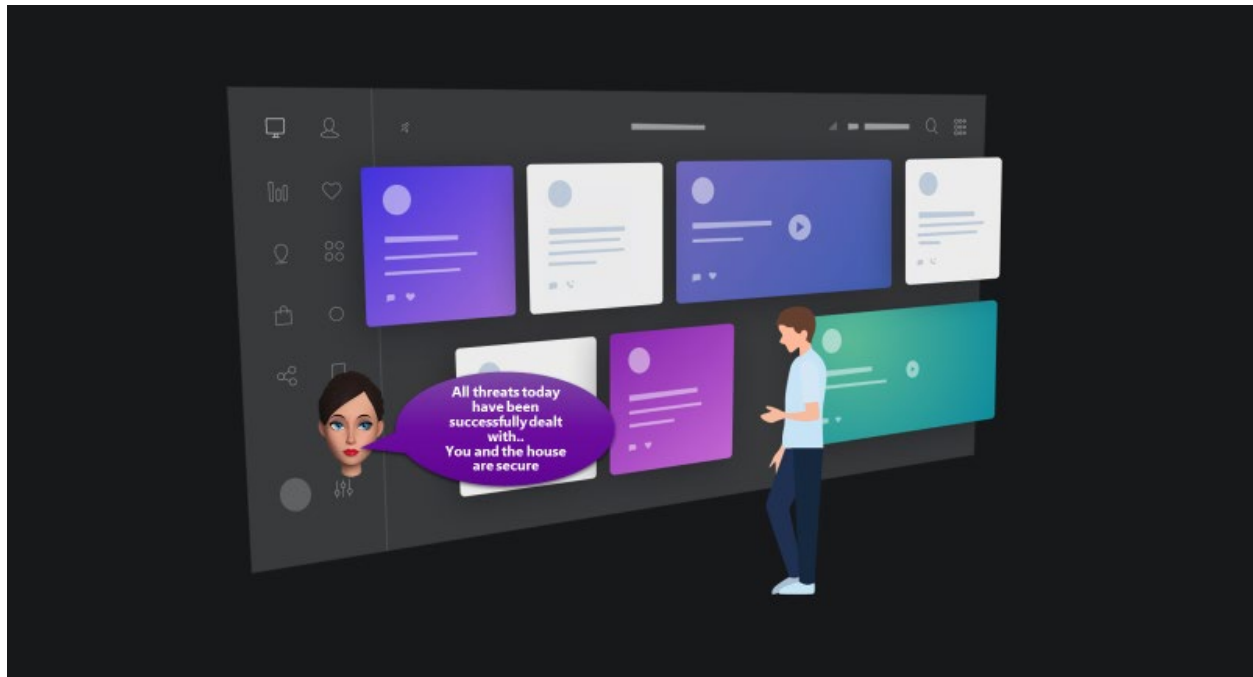 All threats today
have been
successfully dealt
with..
You and the house
are secure